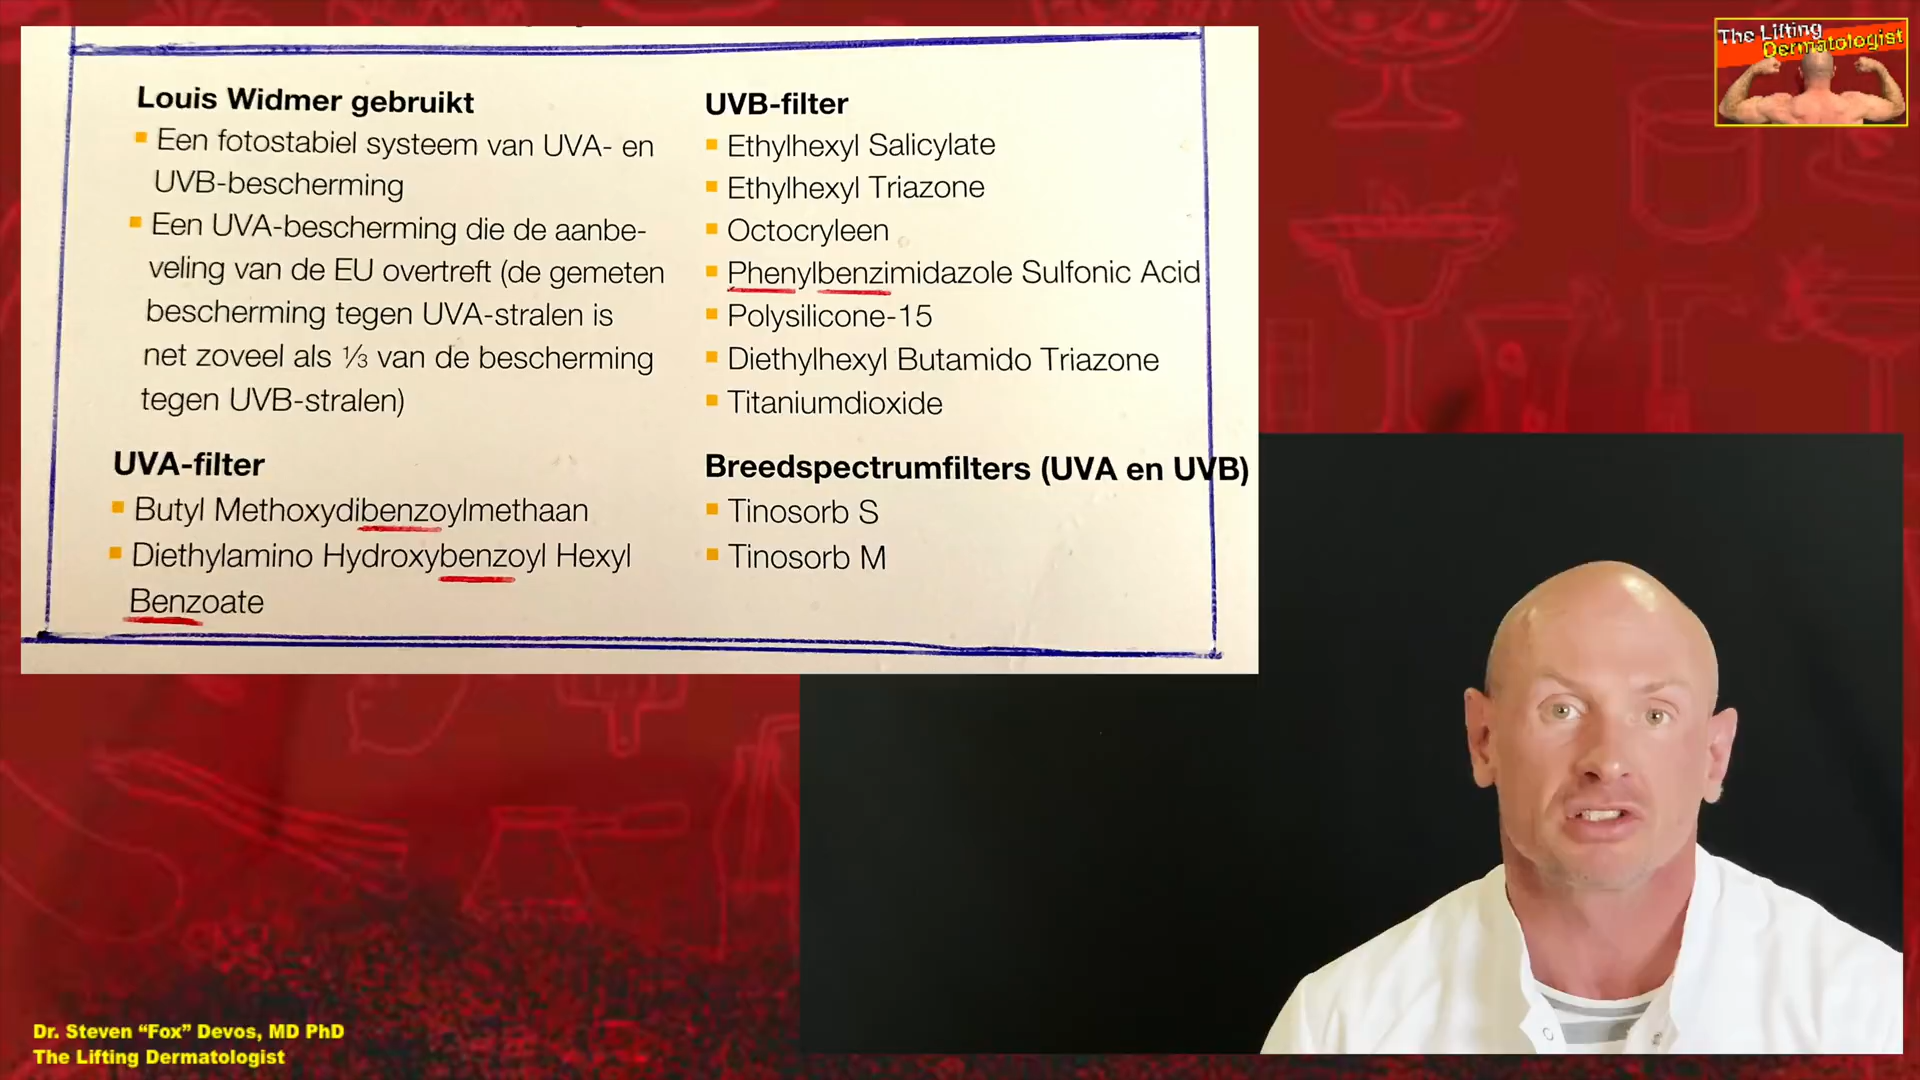 Louis Widmer gebruikt
Een fotostabiel systeem van UVA- en
UVB-bescherming
Een UVA-bescherming die de aanbe-
veling van de EU overtreft (de gemeten
bescherming tegen UVA-stralen is
net zoveel als ⅓ van de bescherming
tegen UVB-stralen)
UVA-filter
Butyl Methoxydibenzoylmethaan
Diethylamino Hydroxybenzoyl Hexyl
Benzoate
UVB-filter
Ethylhexyl Salicylate
Ethylhexyl Triazone
Octocryleen
Phenylbenzimidazole Sulfonic Acid
Polysilicone-15
Diethylhexyl Butamido Triazone
Titaniumdioxide
Breedspectrumfilters (UVA en UVB)
Tinosorb S
Tinosorb M
The Lifting
Dermatologist
Dr. Steven “Fox” Devos, MD PhD
The Lifting Dermatologist